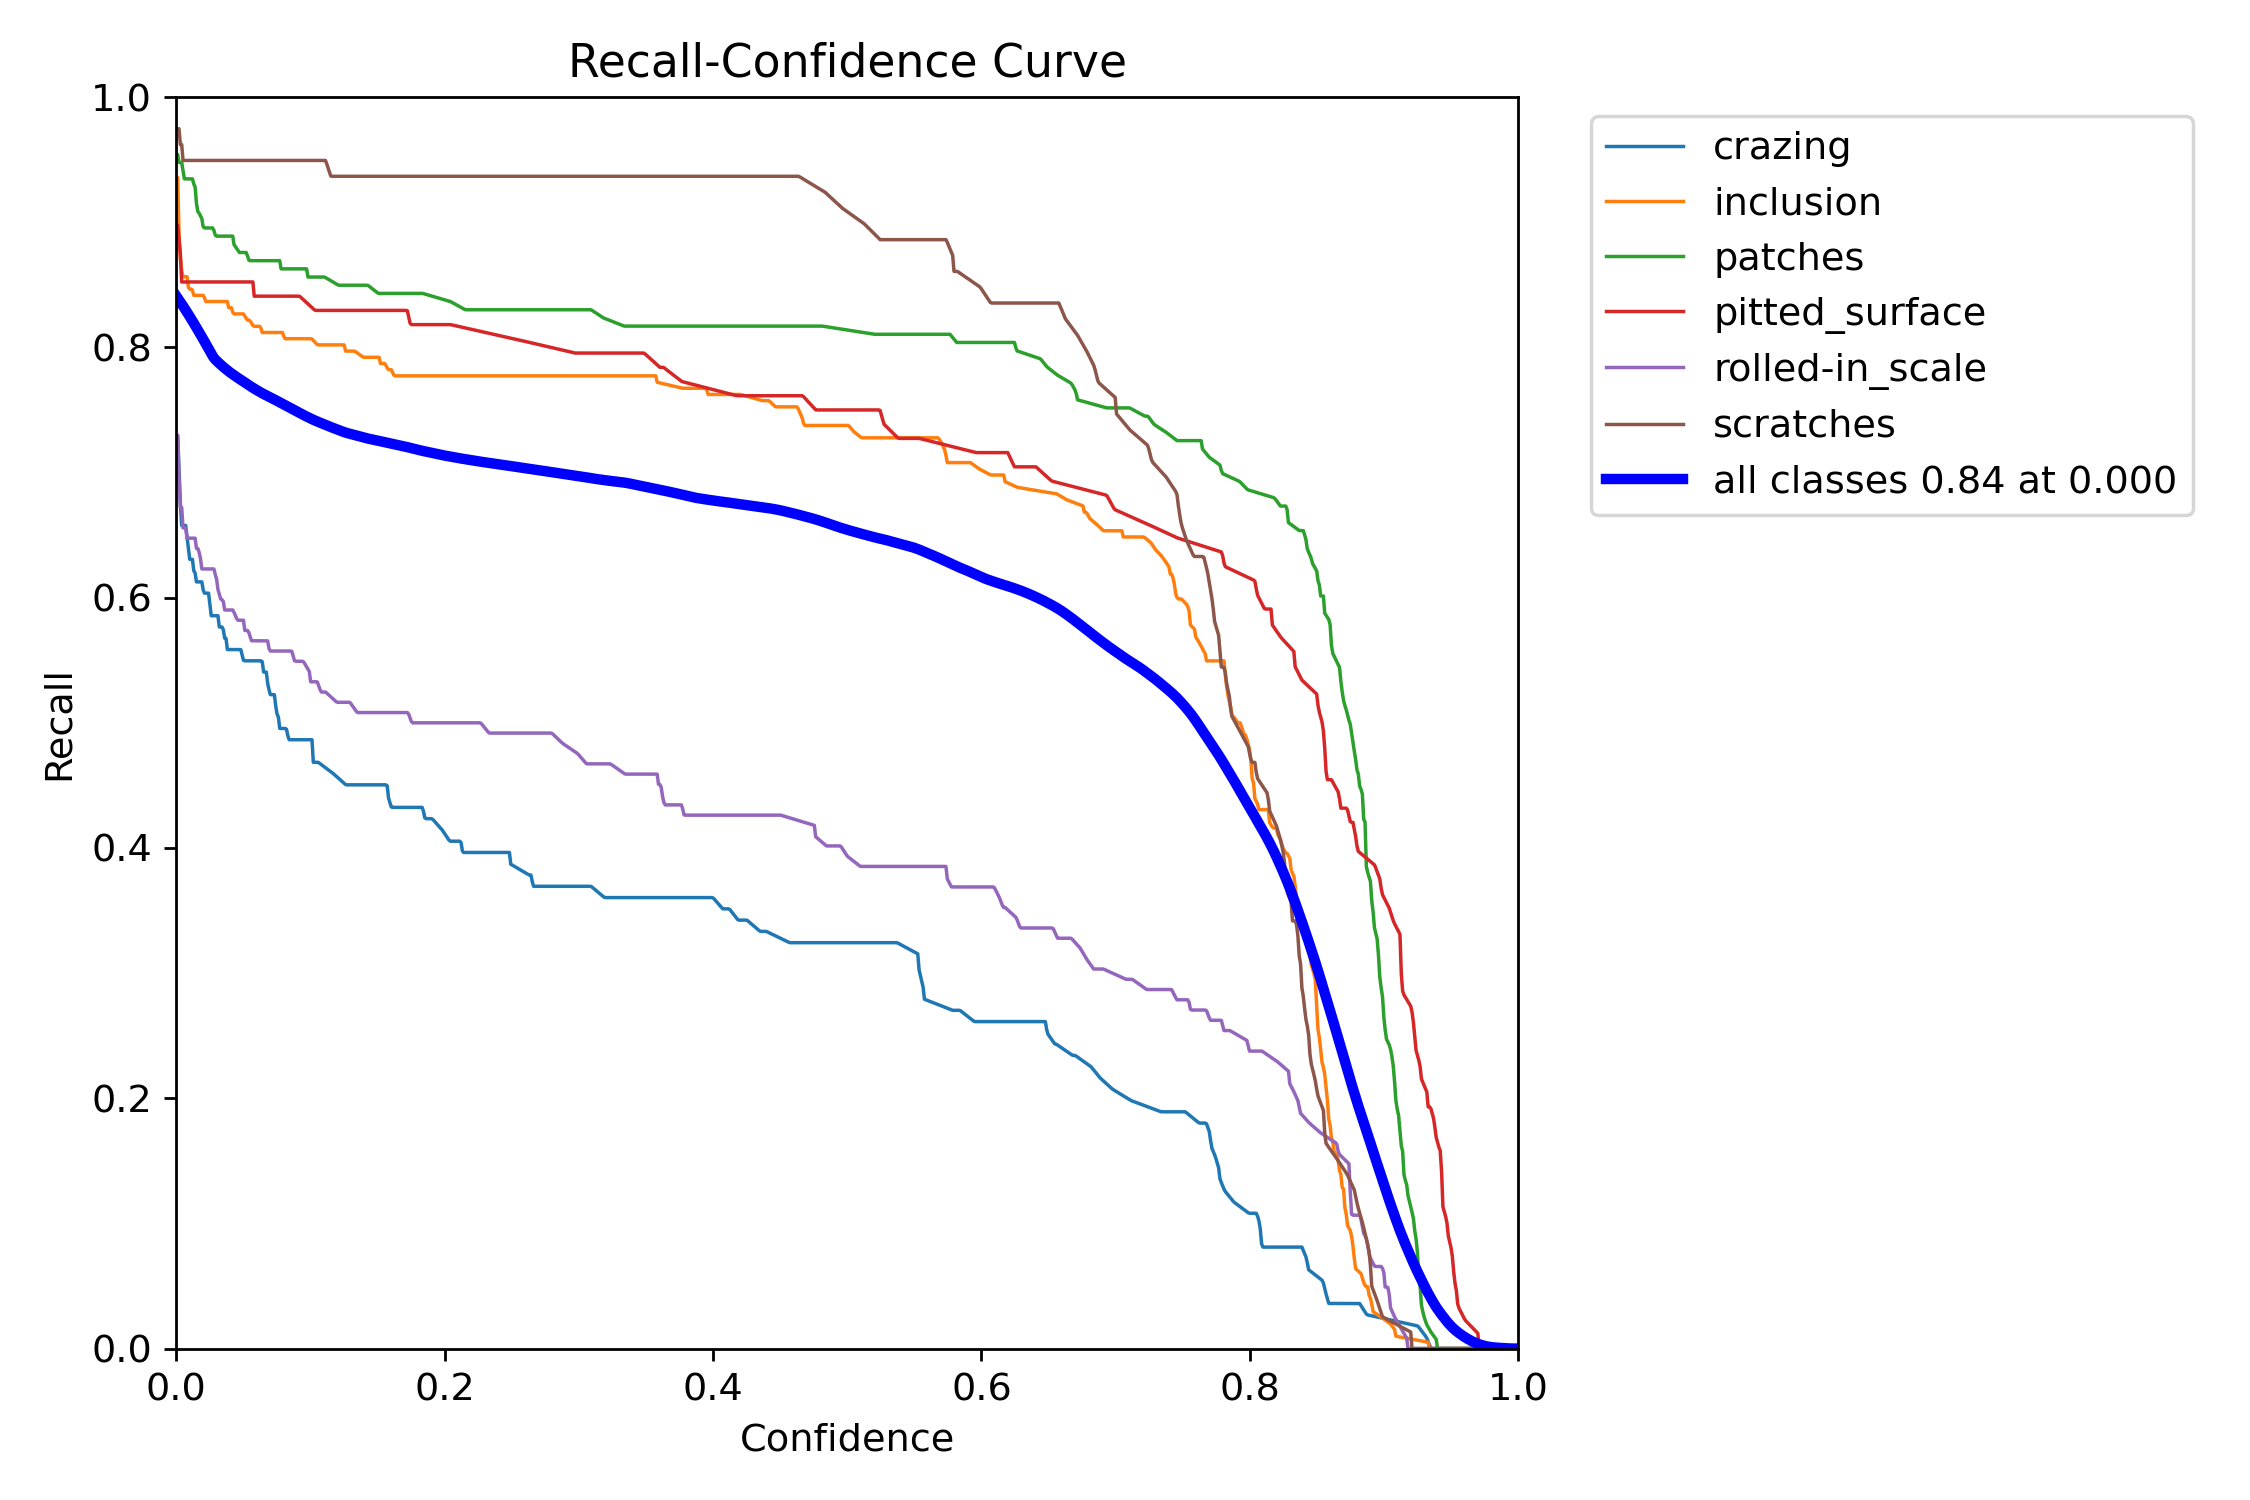 Recall-Confidence Curve
1.0
0.8
0.6
0.4
0.2
0.0
Recall
0.0 0.2 0.4 0.6 0.8 1.0
Confidence
crazing
inclusion
patches
pitted_surface
rolled-in_scale
scratches
all classes 0.84 at 0.000